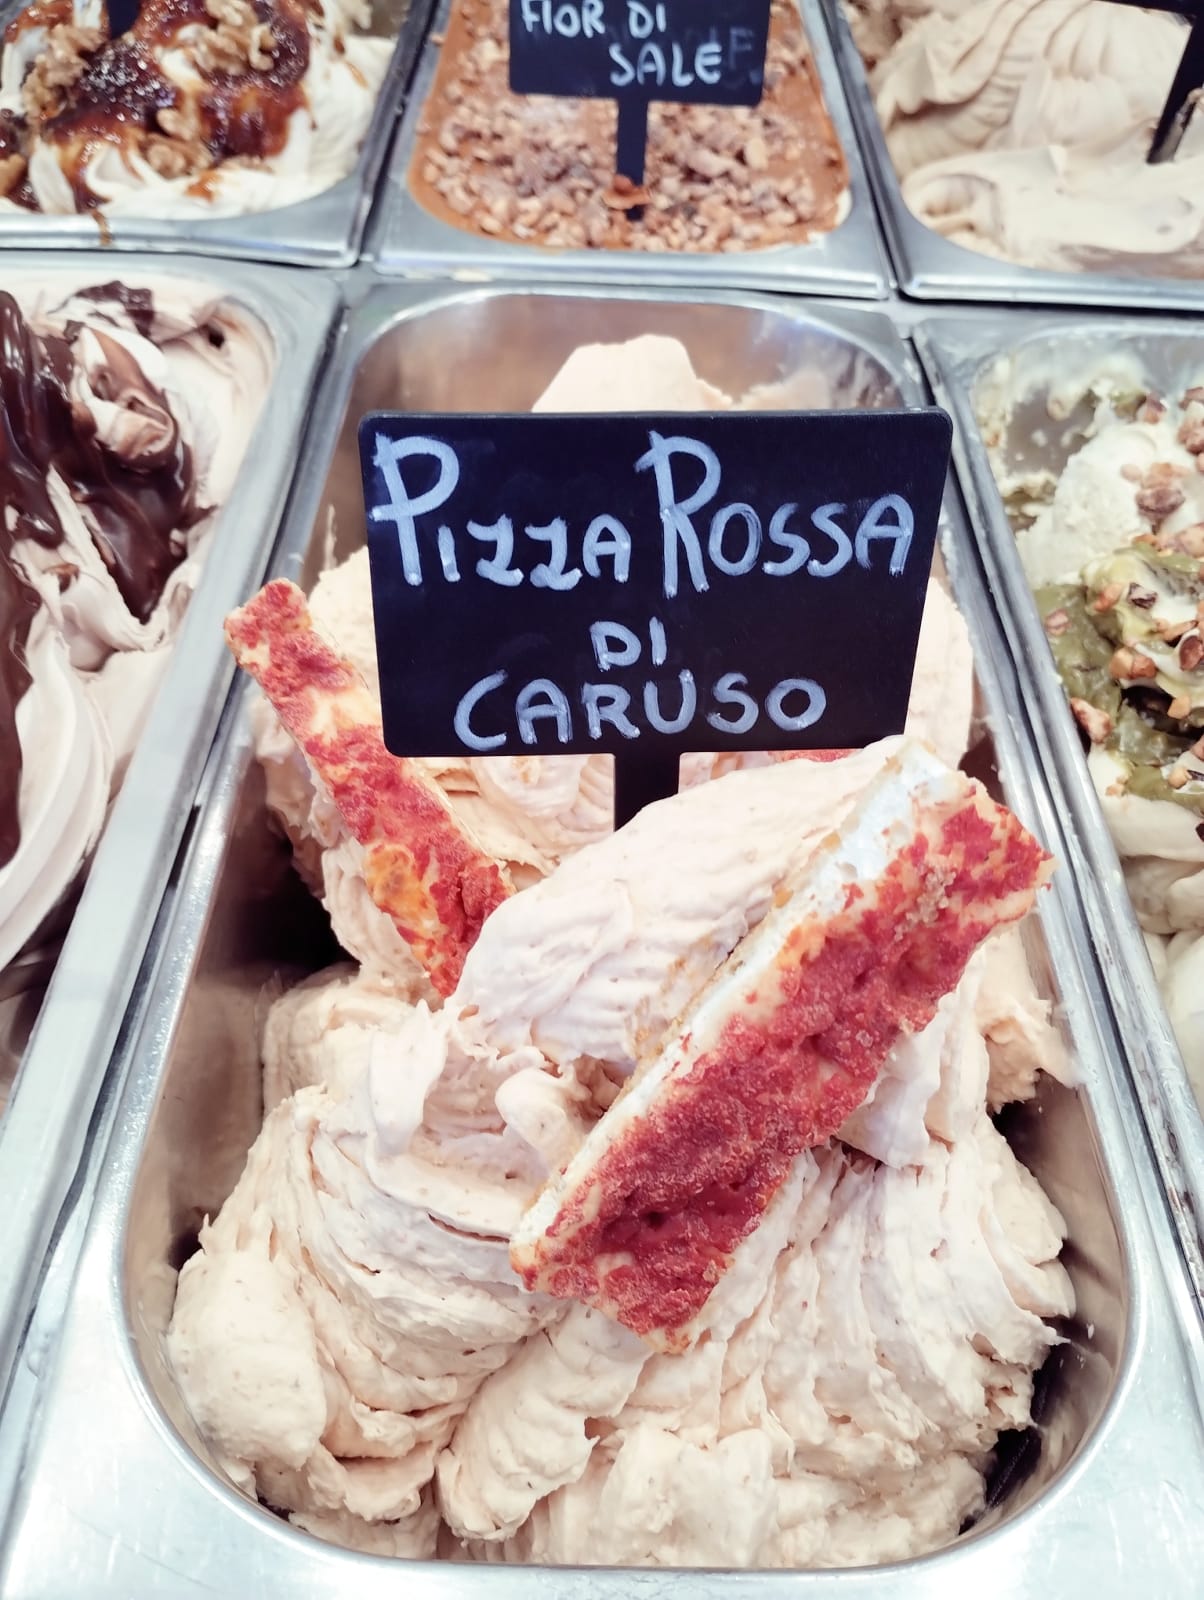 FIOR DI
SALE
PIZZA ROSSA
DI
CARUSO